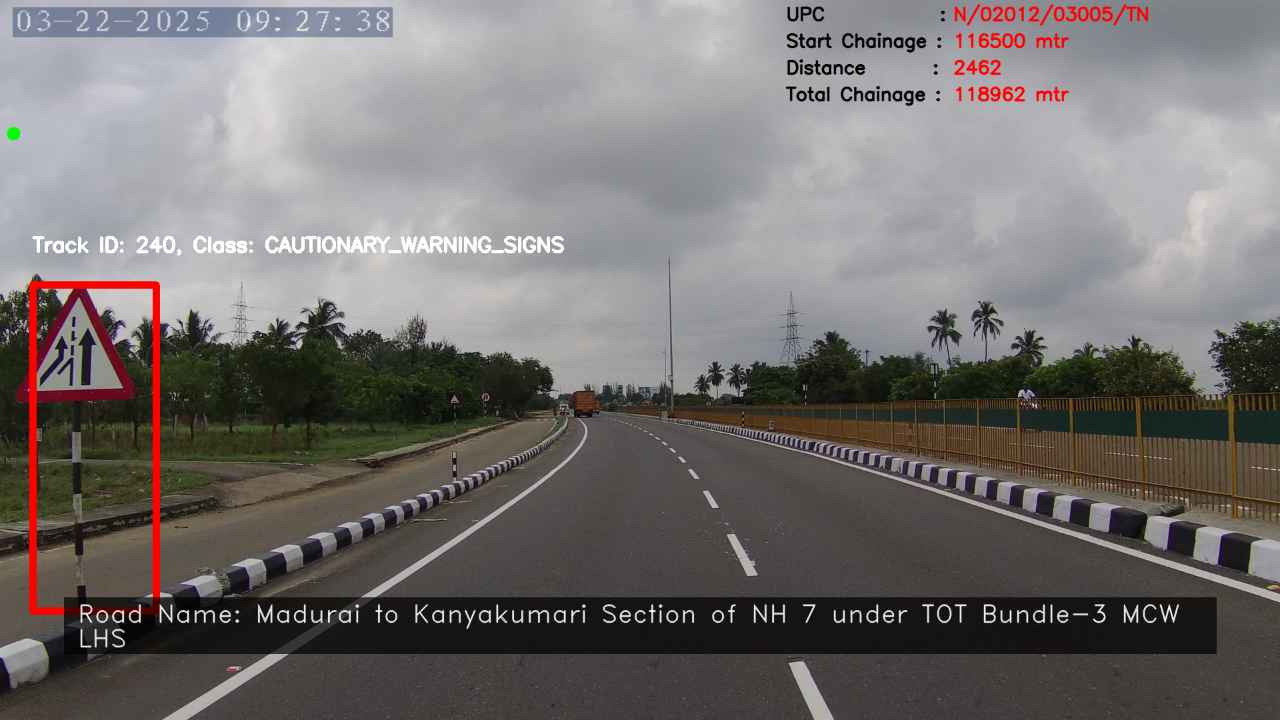 03-22-2025 09:27:38
UPC : N/02012/03005/TN
Start Chainage : 116500 mtr
Distance : 2462
Total Chainage : 118962 mtr
Track ID: 240, Class: CAUTIONARY_WARNING_SIGNS
Road Name: Madurai to Kanyakumari Section of NH 7 under TOT Bundle-3 MCW
LHS